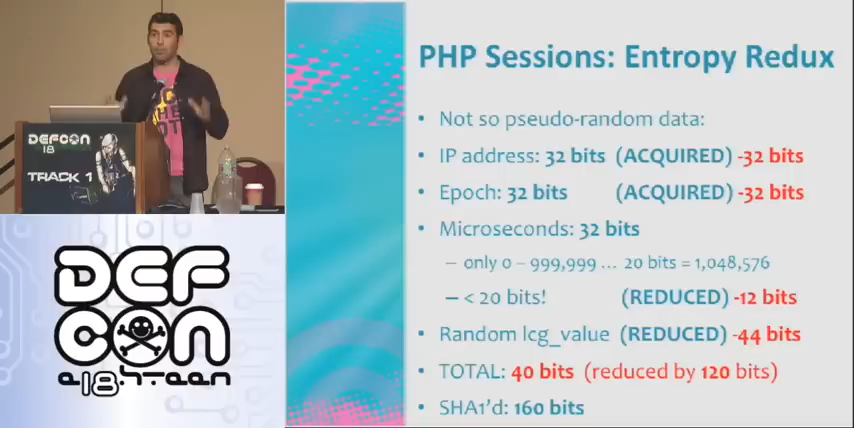 DEFCON
18
TRACK 1
DEF
CON
PHP Sessions: Entropy Redux
• Not so pseudo-random data:
• IP address: 32 bits (ACQUIRED) -32 bits
• Epoch: 32 bits (ACQUIRED) -32 bits
• Microseconds: 32 bits
– only 0 – 999,999 ... 20 bits = 1,048,576
– < 20 bits! (REDUCED) -12 bits
• Random lcg_value (REDUCED) -44 bits
• TOTAL: 40 bits (reduced by 120 bits)
• SHA1'd: 160 bits